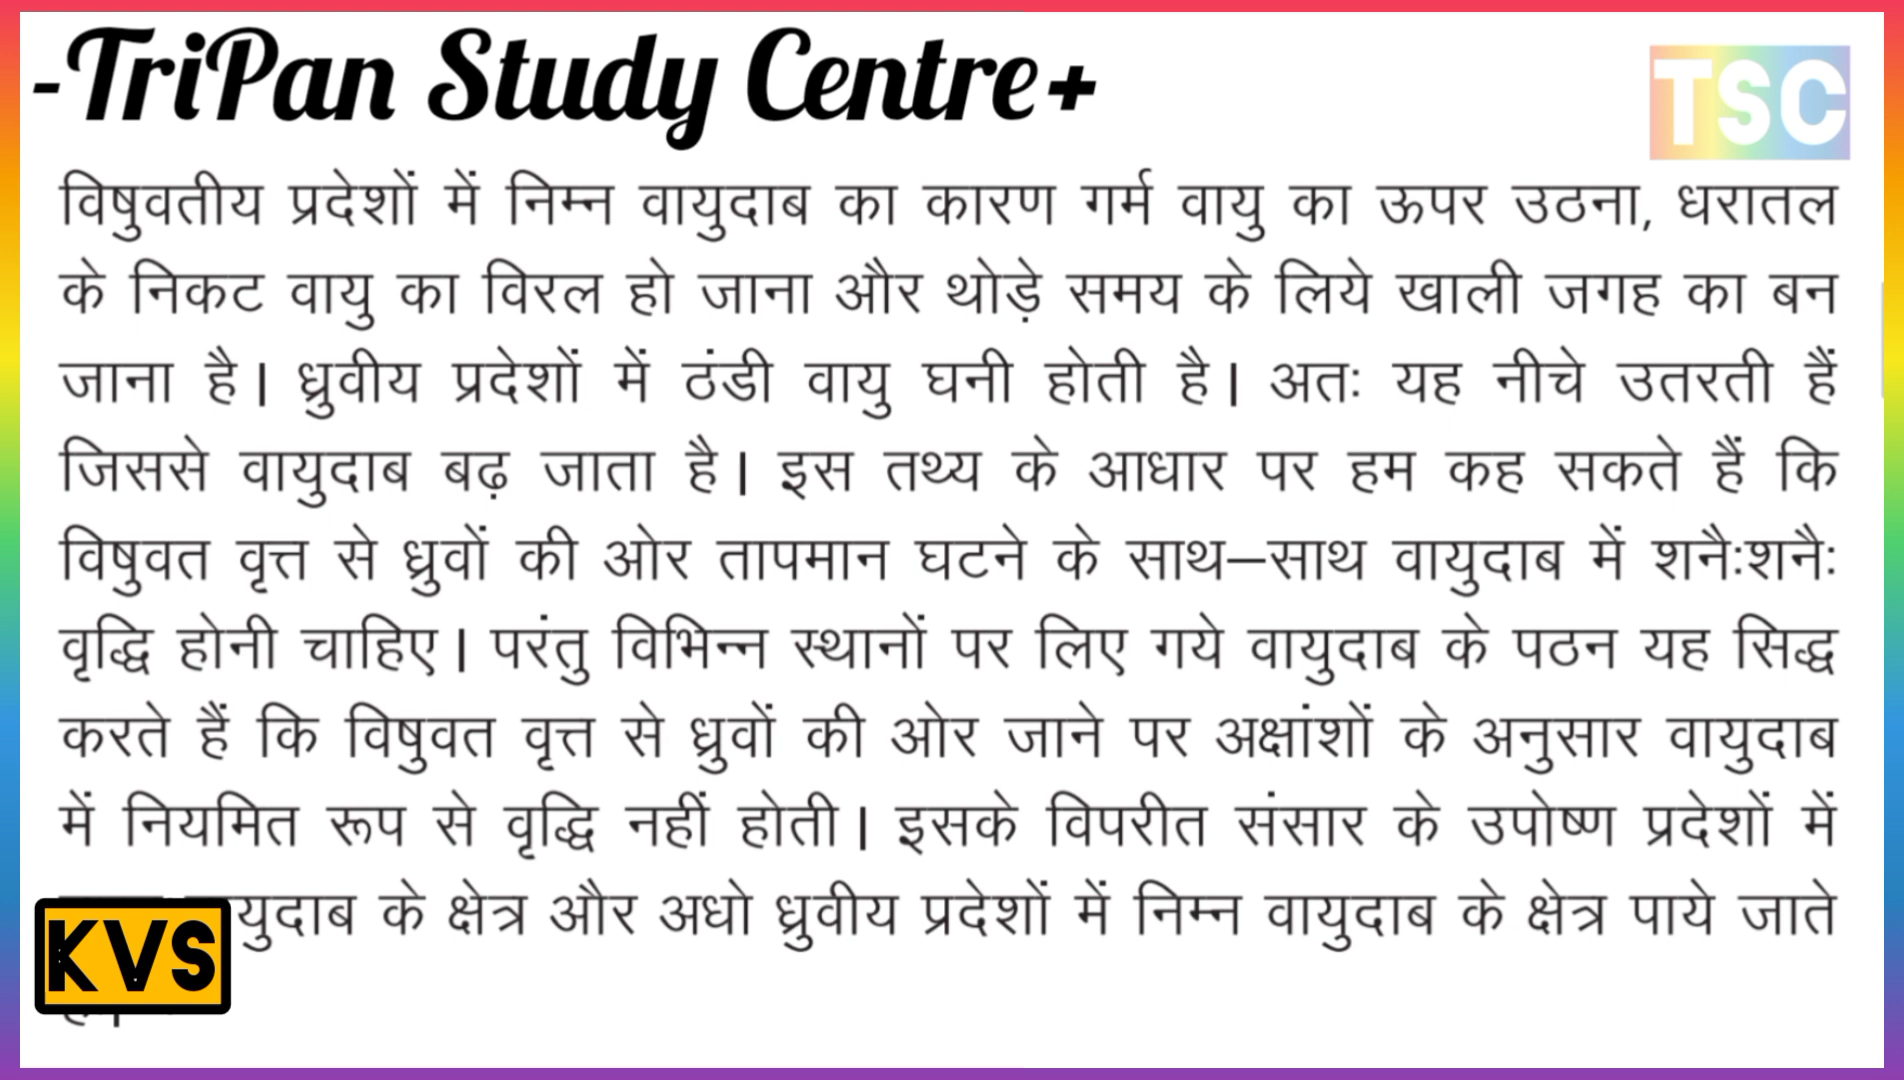 -TriPan Study Centre+
TSC
विषुवतीय प्रदेशों में निम्न वायुदाब का कारण गर्म वायु का ऊपर उठना, धरातल
के निकट वायु का विरल हो जाना और थोड़े समय के लिये खाली जगह का बन
जाना है। ध्रुवीय प्रदेशों में ठंडी वायु घनी होती है। अतः यह नीचे उतरती हैं
जिससे वायुदाब बढ़ जाता है। इस तथ्य के आधार पर हम कह सकते हैं कि
विषुवत वृत्त से ध्रुवों की ओर तापमान घटने के साथ–साथ वायुदाब में शनैःशनैः
वृद्धि होनी चाहिए। परंतु विभिन्न स्थानों पर लिए गये वायुदाब के पठन यह सिद्ध
करते हैं कि विषुवत वृत्त से ध्रुवों की ओर जाने पर अक्षांशों के अनुसार वायुदाब
में नियमित रूप से वृद्धि नहीं होती। इसके विपरीत संसार के उपोष्ण प्रदेशों में
के क्षेत्र और अधो ध्रुवीय प्रदेशों में निम्न वायुदाब के क्षेत्र पाये जाते
KVS